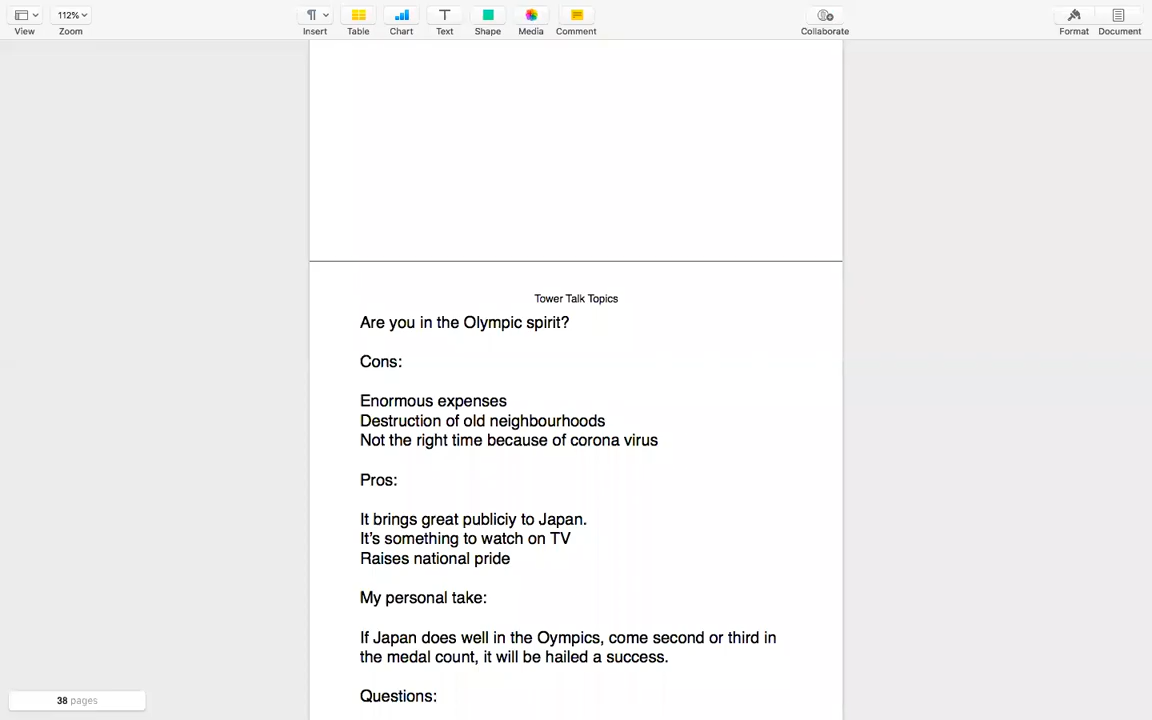 112%
View
Zoom
Insert
Table
Chart
Text
Shape
Media
Comment
Collaborate
Format
Document
Tower Talk Topics
Are you in the Olympic spirit?
Cons:
Enormous expenses
Destruction of old neighbourhoods
Not the right time because of corona virus
Pros:
It brings great publiciy to Japan.
It’s something to watch on TV
Raises national pride
My personal take:
If Japan does well in the Oympics, come second or third in
the medal count, it will be hailed a success.
Questions:
38 pages